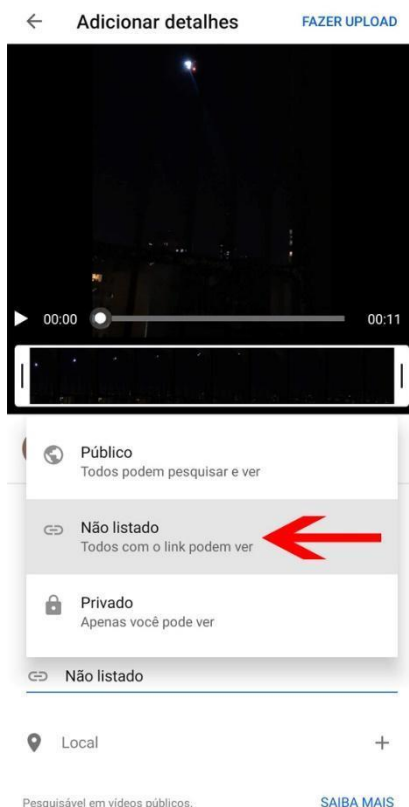 Adicionar detalhes FAZER UPLOAD
00:00 00:11
Público
Todos podem pesquisar e ver
Não listado
Todos com o link podem ver
Privado
Apenas você pode ver
Não listado
Local
Pesquisável em vídeos públicos. SAIBA MAIS